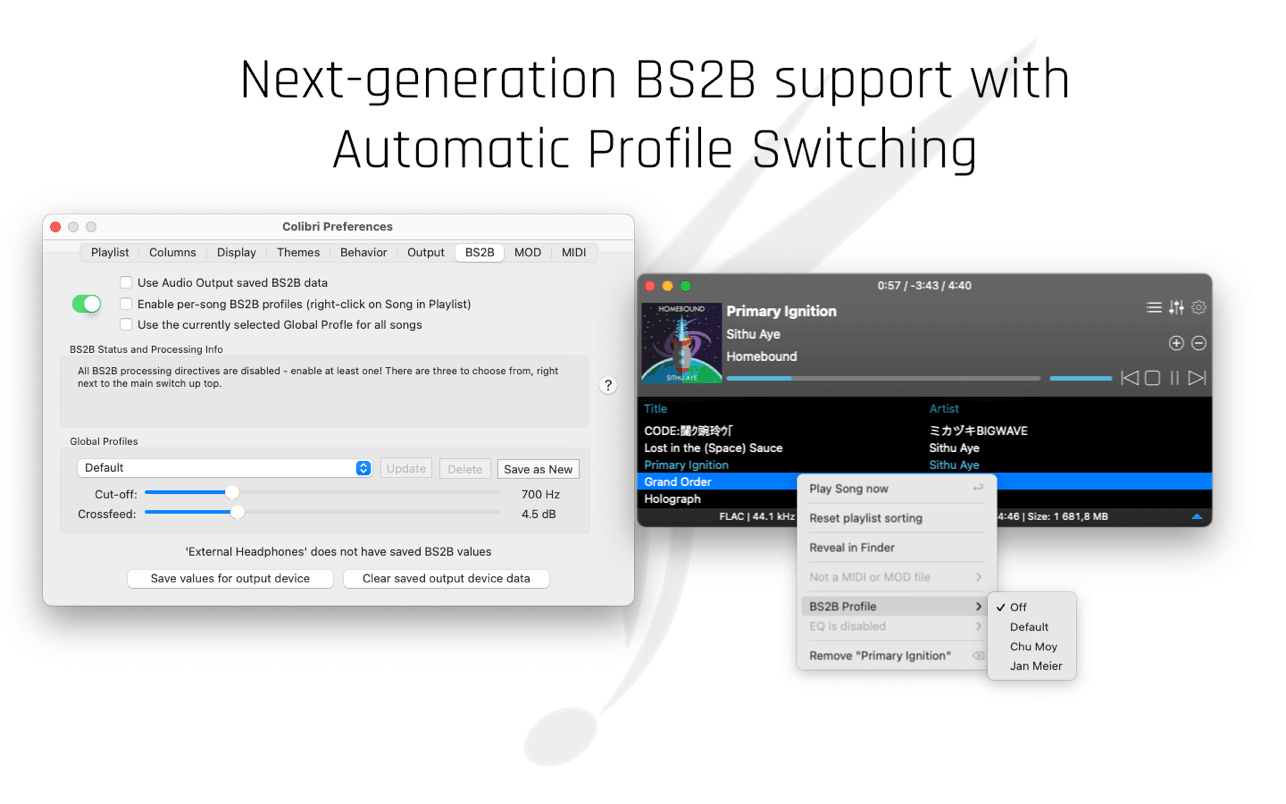 Next-generation BS2B support with
Automatic Profile Switching
Colibri Preferences
Playlist Columns Display Themes Behavior Output BS2B MOD MIDI
Use Audio Output saved BS2B data
Enable per-song BS2B profiles (right-click on Song in Playlist)
Use the currently selected Global Profle for all songs
BS2B Status and Processing Info
All BS2B processing directives are disabled - enable at least one! There are three to choose from, right
next to the main switch up top.
?
Global Profiles
Default Update Delete Save as New
Cut-off: 700 Hz
Crossfeed: 4.5 dB
'External Headphones' does not have saved BS2B values
Save values for output device Clear saved output device data
0:57 / -3:43 / 4:40
HOMEBOUND
SITHU AYE
Primary Ignition
Sithu Aye
Homebound
Title Artist
CODE: ミカヅキBIGWAVE
Lost in the (Space) Sauce Sithu Aye
Primary Ignition Sithu Aye
Grand Order
Holograph
FLAC | 44.1 kHz 4:46 | Size: 1 681,8 MB
Play Song now
Reset playlist sorting
Reveal in Finder
Not a MIDI or MOD file
BS2B Profile
EQ is disabled
Remove "Primary Ignition"
Off
Default
Chu Moy
Jan Meier